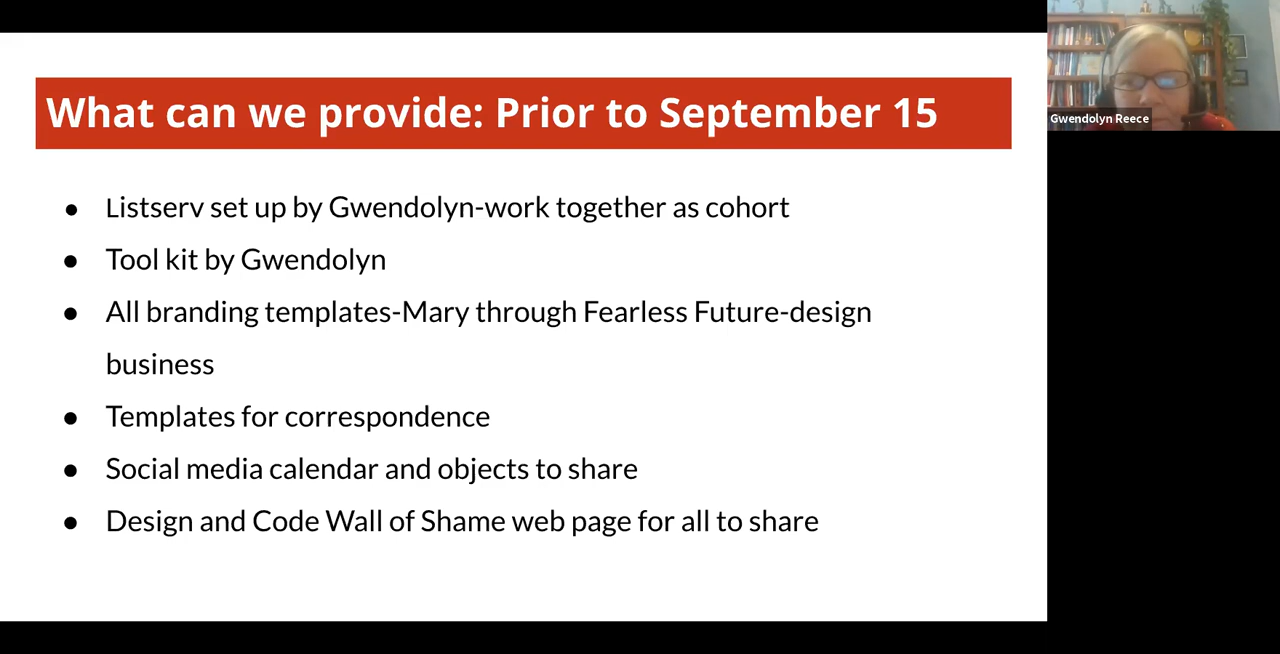 What can we provide: Prior to September 15
● Listserv set up by Gwendolyn-work together as cohort
● Tool kit by Gwendolyn
● All branding templates-Mary through Fearless Future-design
business
● Templates for correspondence
● Social media calendar and objects to share
● Design and Code Wall of Shame web page for all to share
Gwendolyn Reece